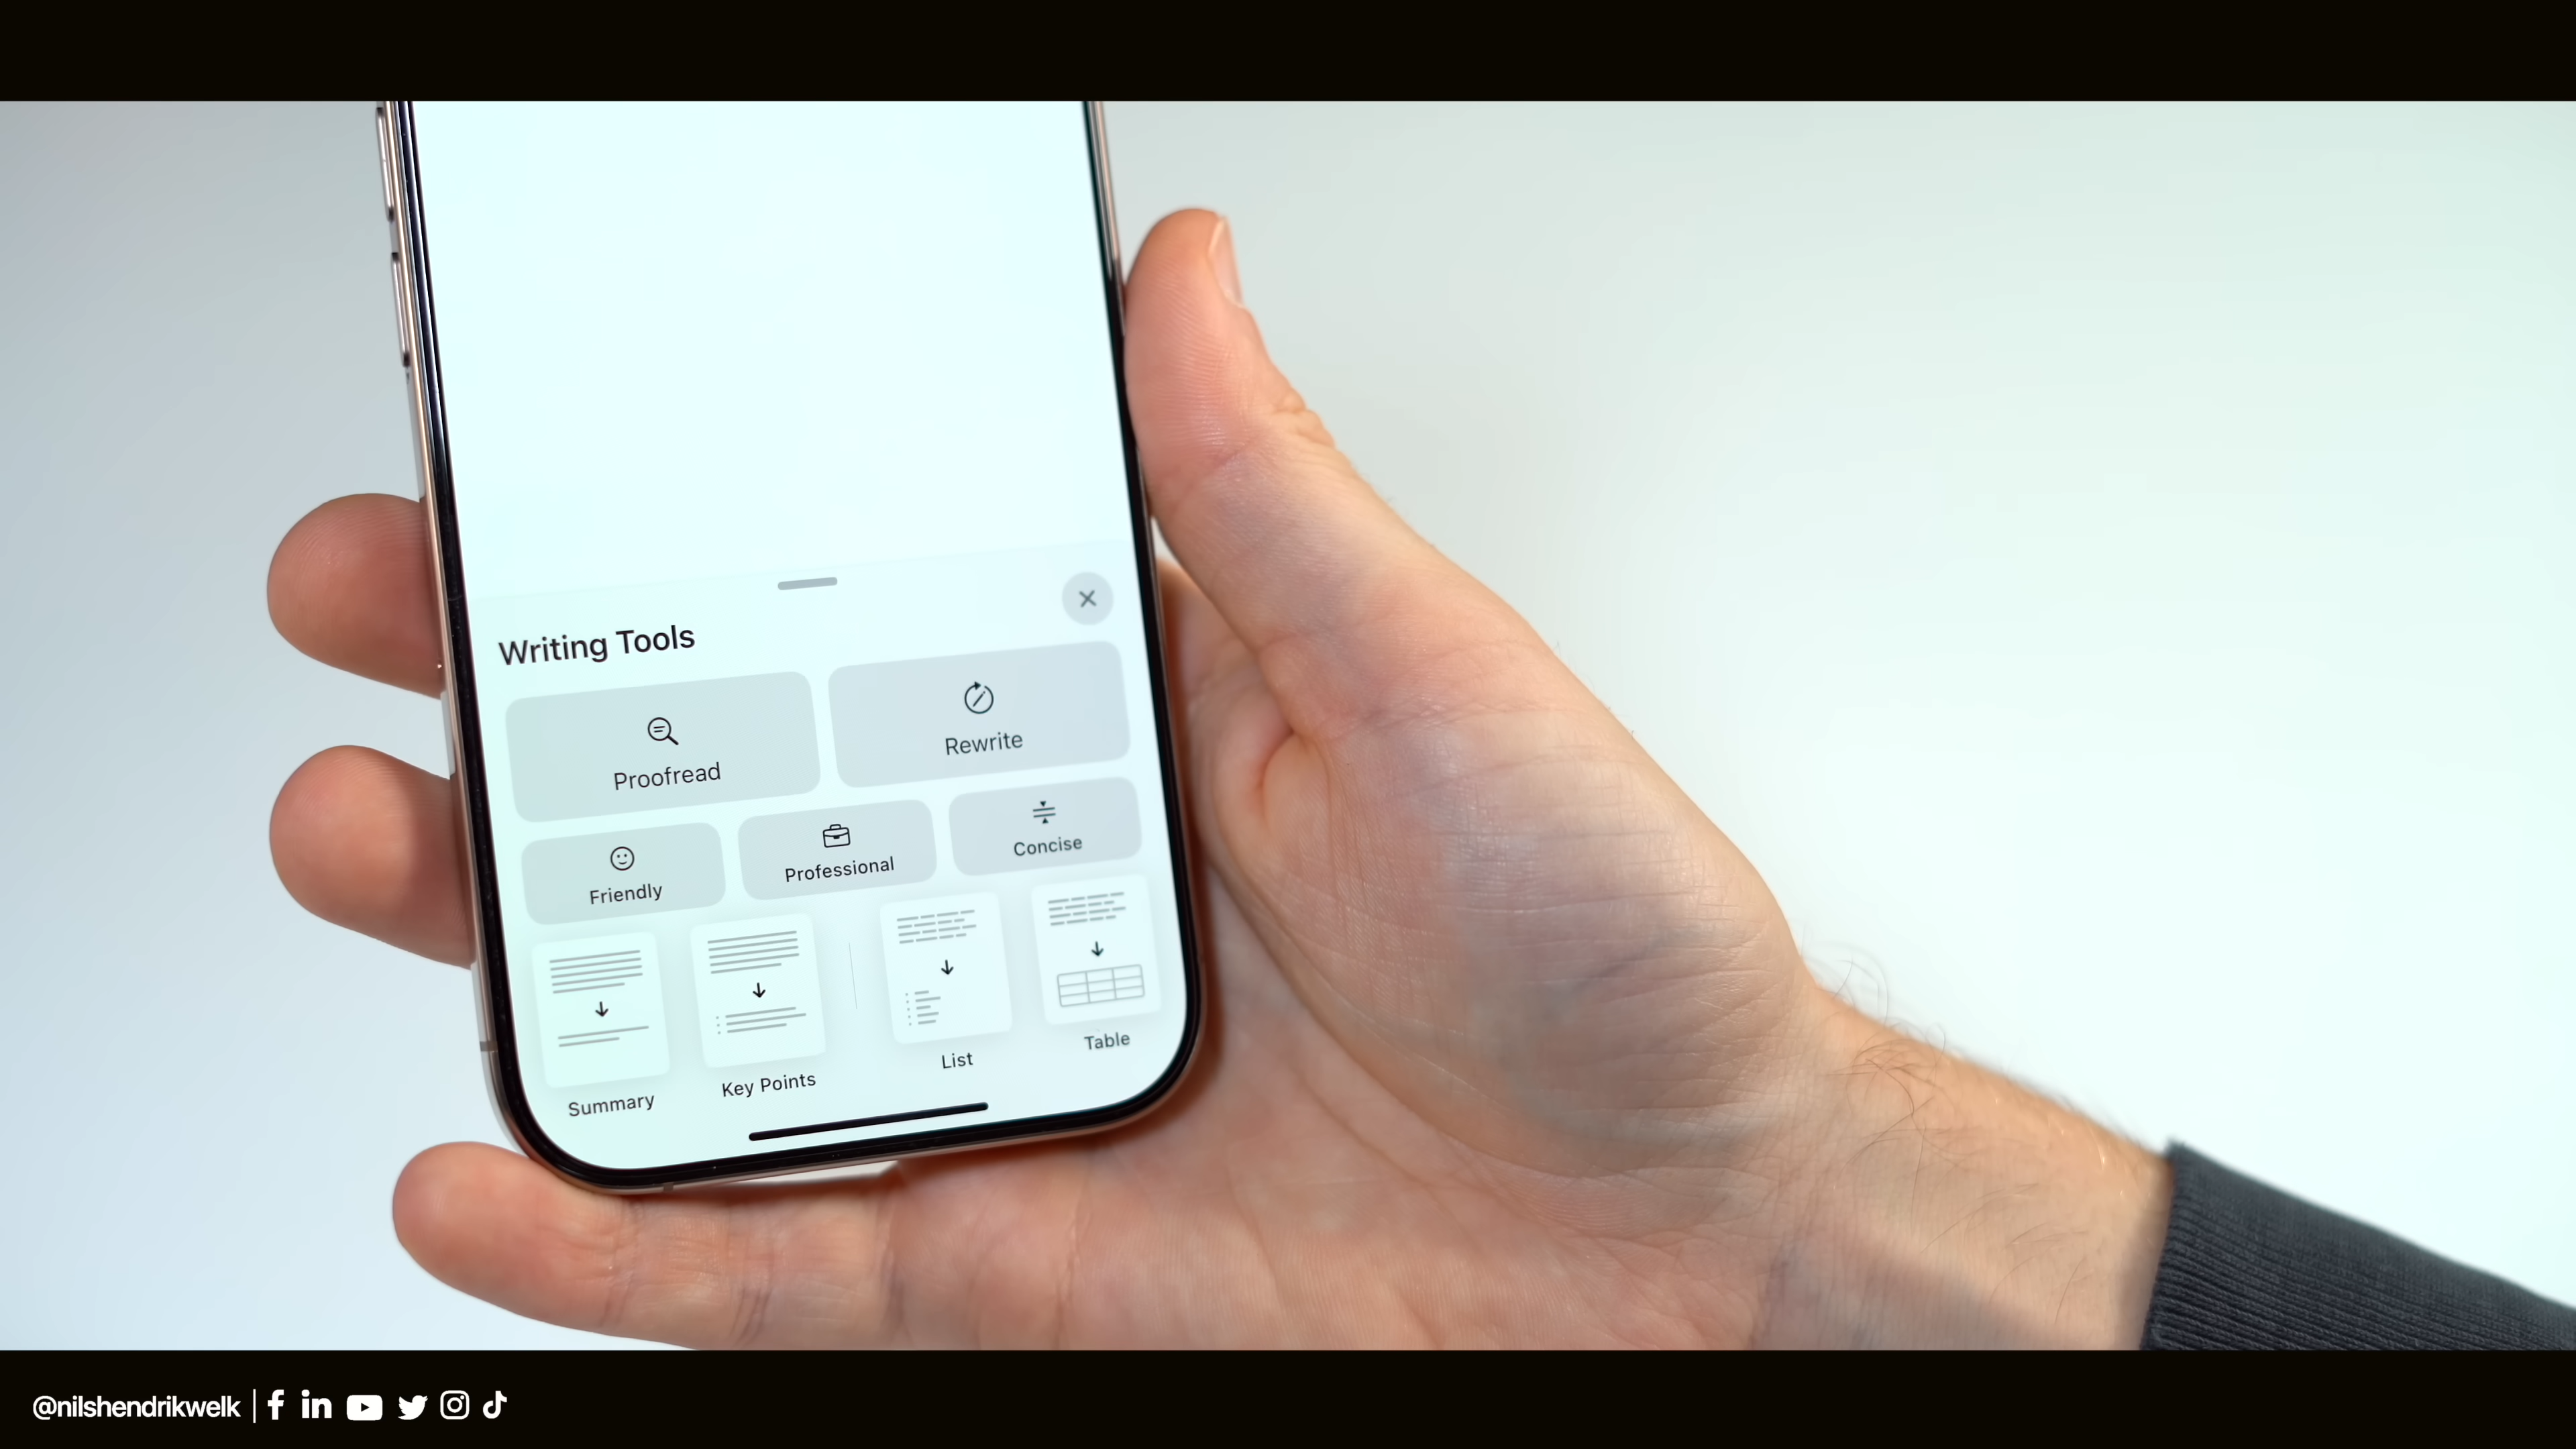 Writing Tools
Proofread
Rewrite
Friendly
Professional
Concise
Summary
Key Points
List
Table
@nilshendrikwelk